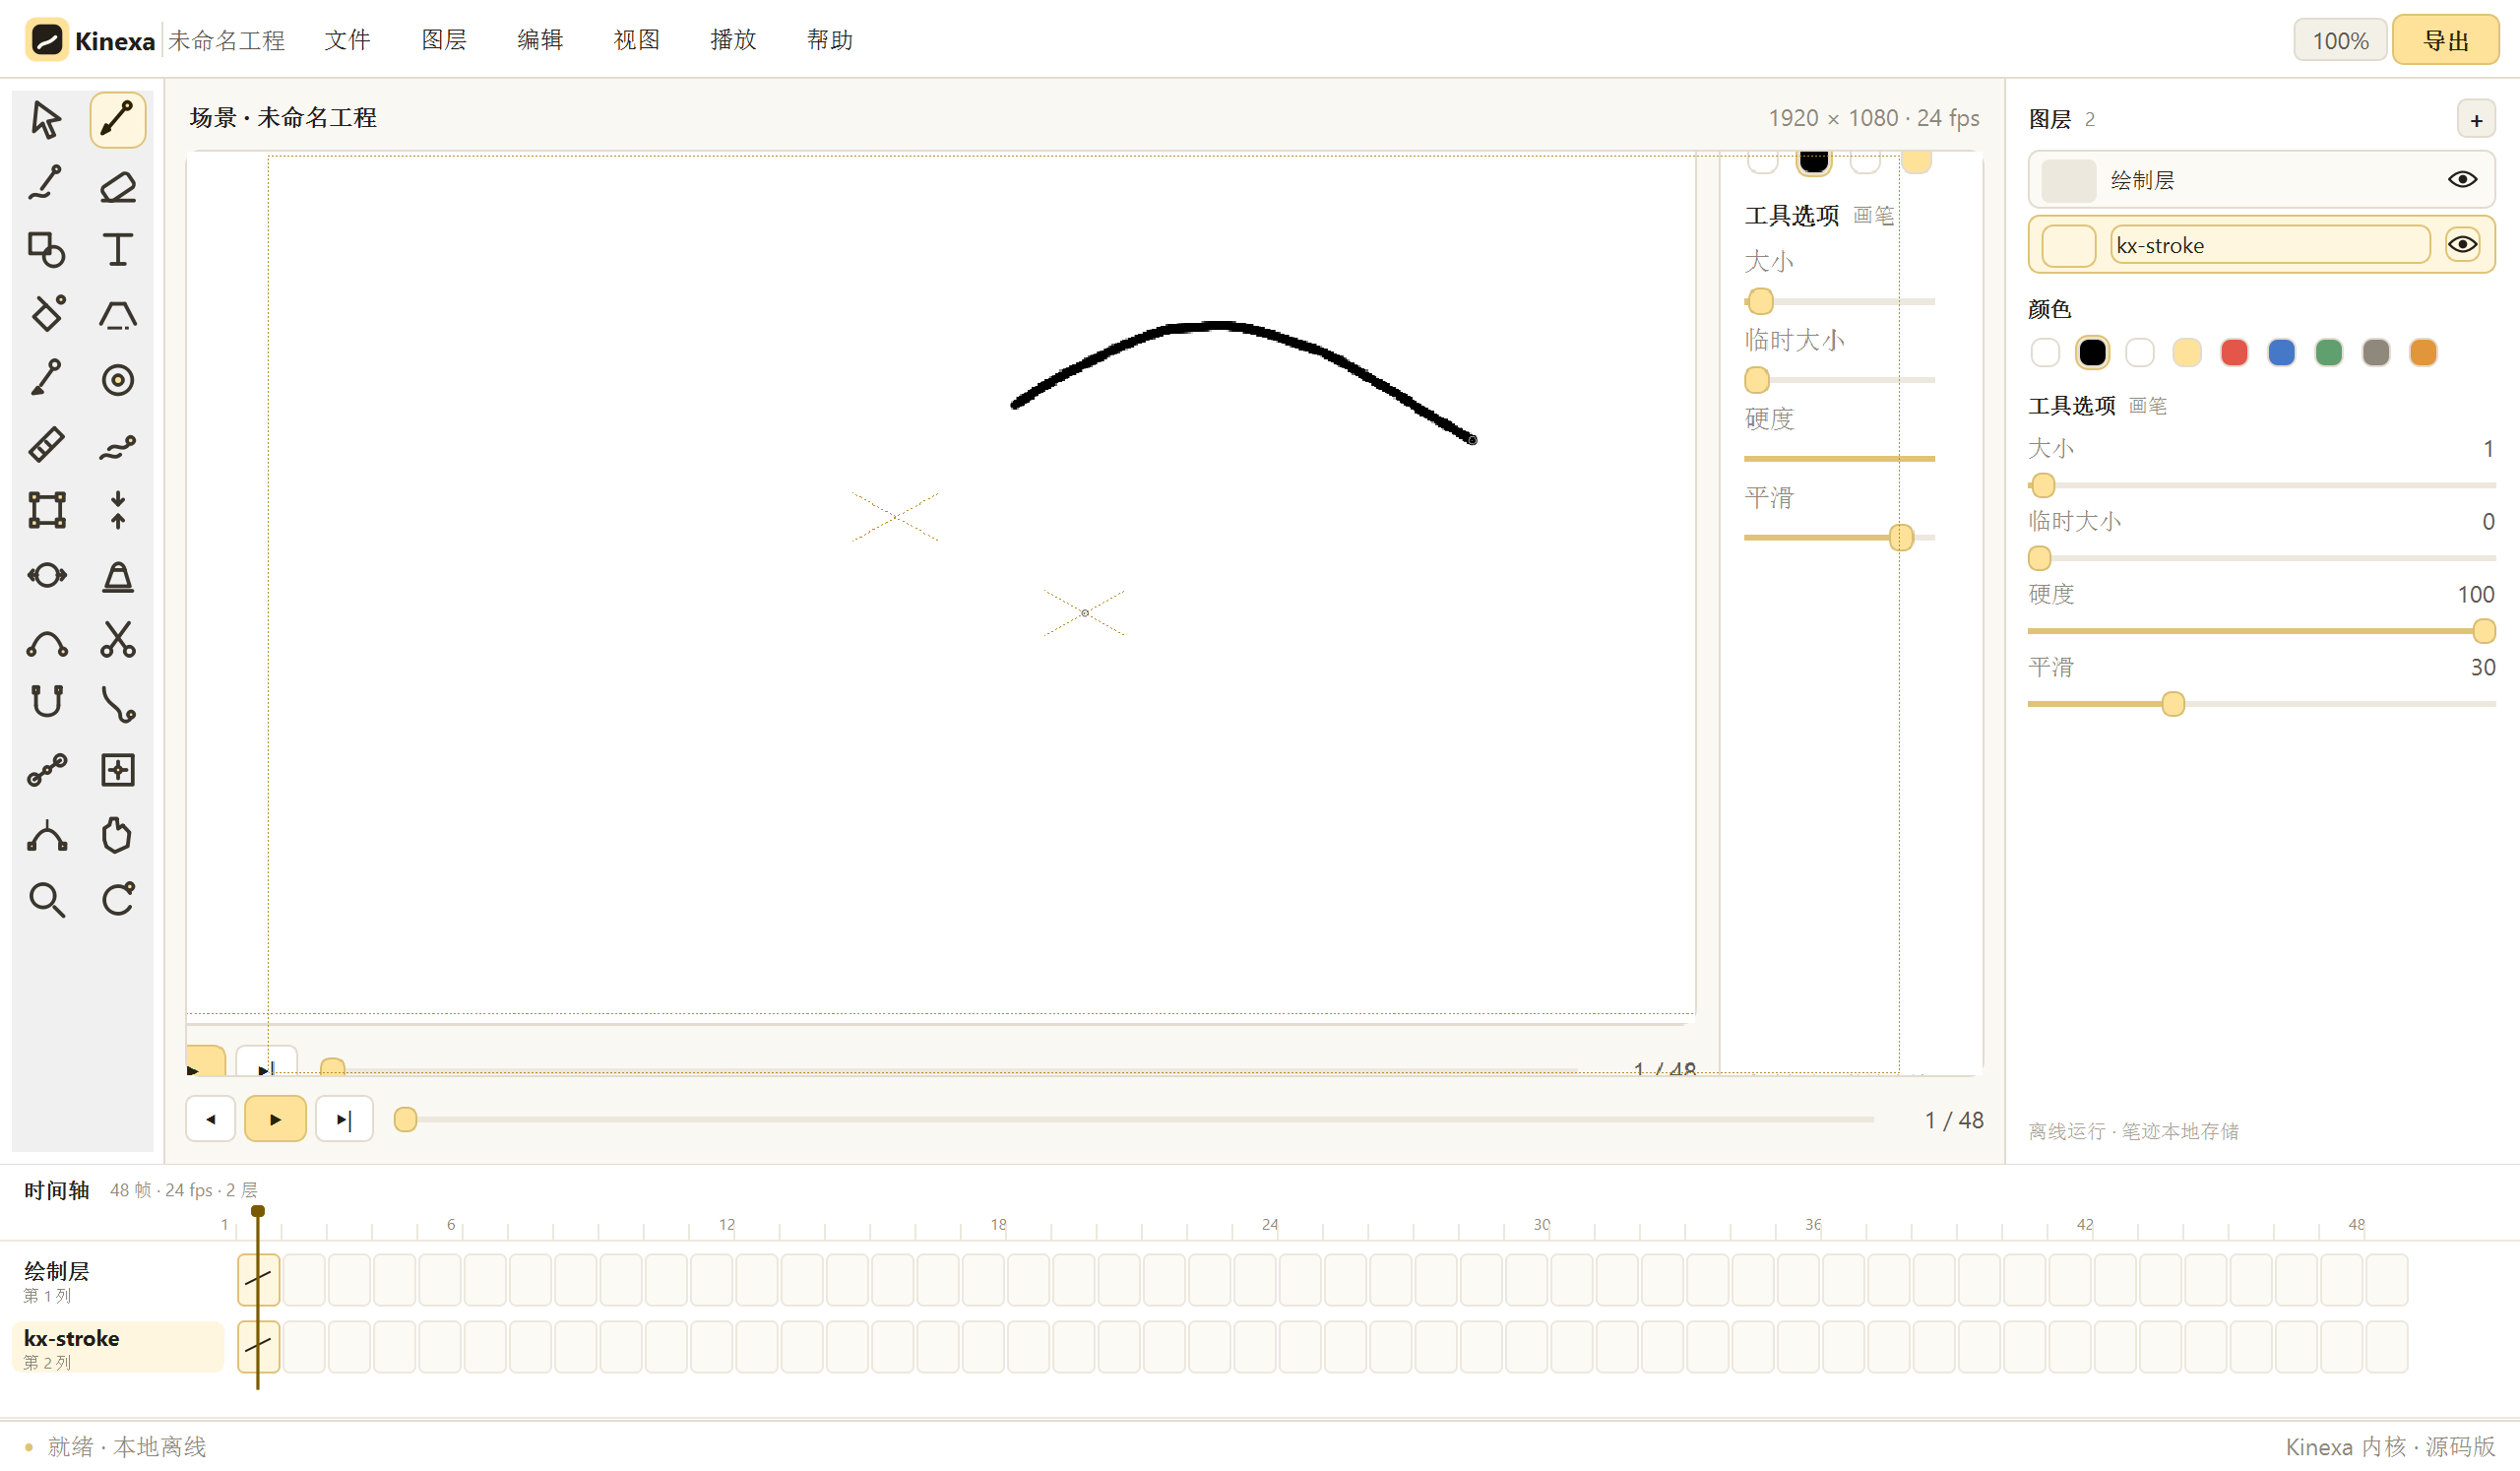 Kinexa 未命名工程 文件 图层 编辑 视图 播放 帮助 100% 导出
场景 · 未命名工程 1920 × 1080 · 24 fps
工具选项 画笔
大小
临时大小
硬度
平滑
1 / 48
1 / 48
图层 2 +
绘制层
kx-stroke
颜色
工具选项 画笔
大小 1
临时大小 0
硬度 100
平滑 30
离线运行 · 笔迹本地存储
时间轴 48 帧 · 24 fps · 2 层
1 6 12 18 24 30 36 42 48
绘制层
第 1 列
kx-stroke
第 2 列
就绪 · 本地离线 Kinexa 内核 · 源码版